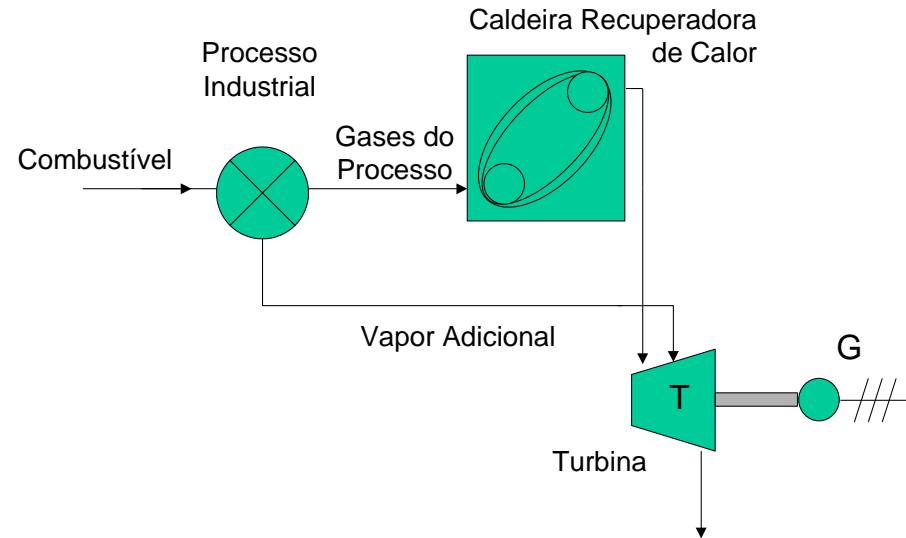 Caldeira Recuperadora
de Calor
Processo
Industrial
Gases do
Processo
Combustível
Vapor Adicional
G
T
Turbina